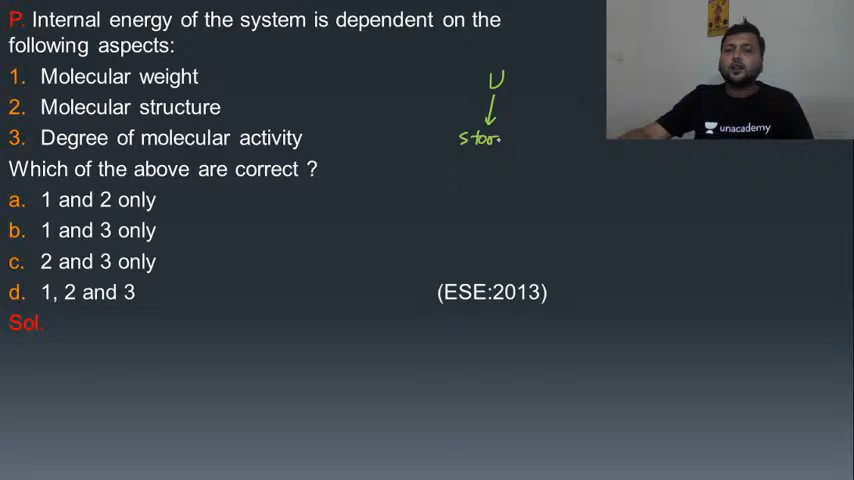 P. Internal energy of the system is dependent on the
following aspects:
1. Molecular weight
2. Molecular structure
3. Degree of molecular activity
Which of the above are correct ?
a. 1 and 2 only
b. 1 and 3 only
c. 2 and 3 only
d. 1, 2 and 3 (ESE:2013)
Sol.
U
stor.
unacademy